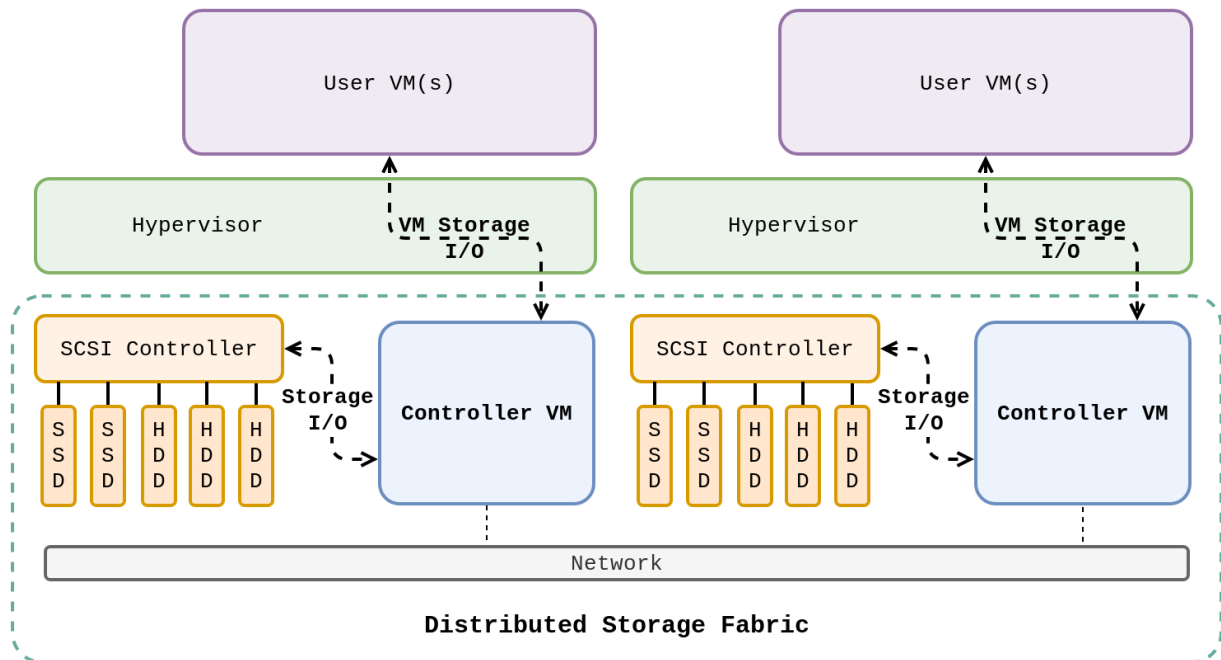 User VM(s)
User VM(s)
Hypervisor
VM Storage
I/O
Hypervisor
VM Storage
I/O
SCSI Controller
S
S
D
S
S
D
H
D
D
H
D
D
H
D
D
Storage
I/O
Controller VM
SCSI Controller
S
S
D
S
S
D
H
D
D
H
D
D
H
D
D
Storage
I/O
Controller VM
Network
Distributed Storage Fabric